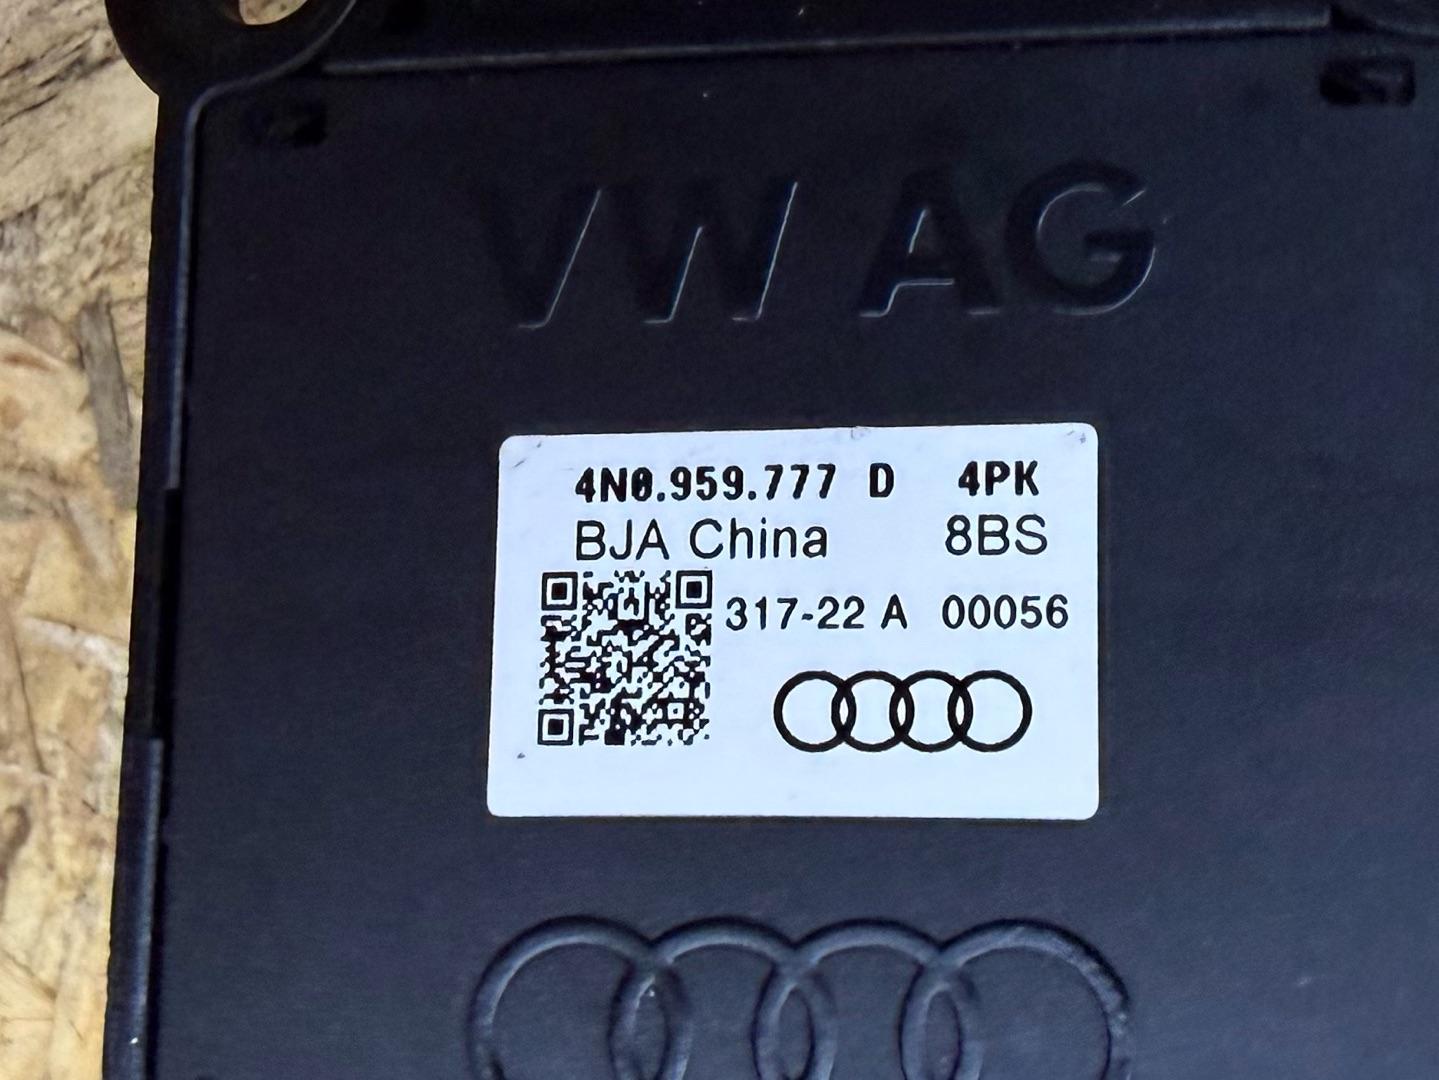 VW AG
4N0.959.777 D 4PK
BJA China 8BS
317-22 A 00056